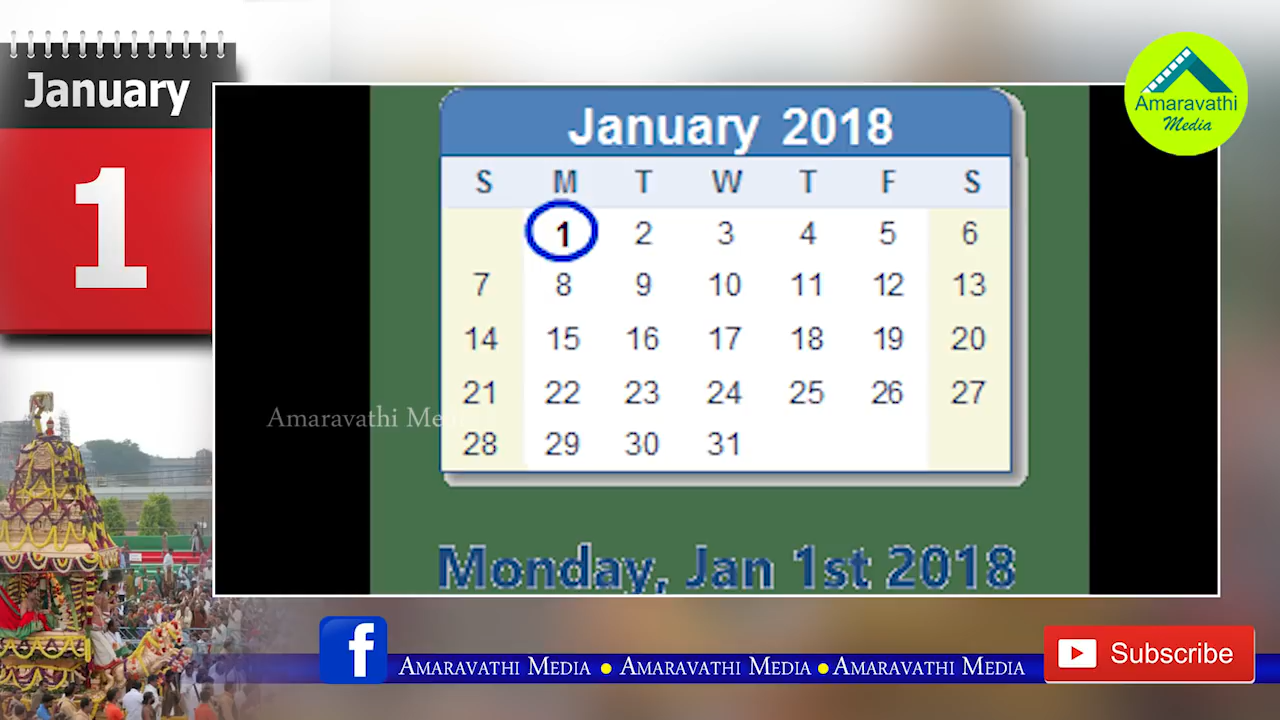 January
1
Amaravathi
Media
January 2018
S M T W T F S
1 2 3 4 5 6
7 8 9 10 11 12 13
14 15 16 17 18 19 20
21 22 23 24 25 26 27
28 29 30 31
Amaravathi Media
Monday, Jan 1st 2018
f
Amaravathi Media • Amaravathi Media • Amaravathi Media
Subscribe